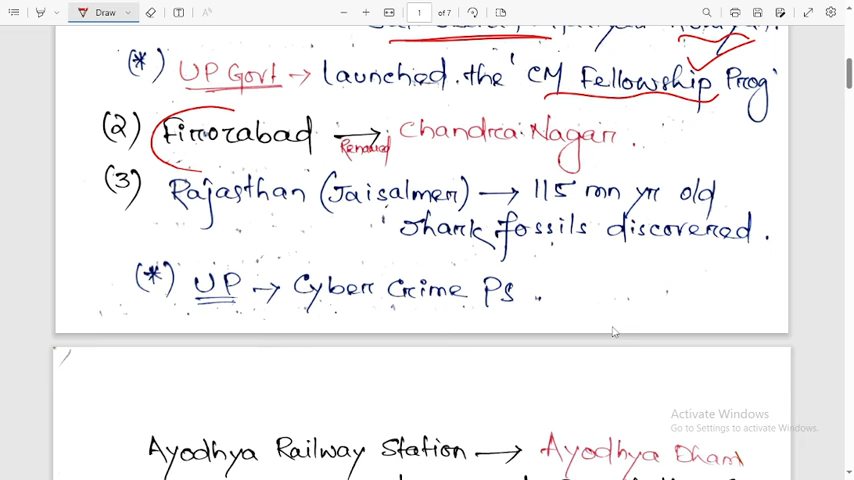 Draw
1
of 7
(*) UP Govt → launched the ' CM Fellowship Prog'
(2) Firrozabad → Chandra Nagar.
Renamed
(3) Rajasthan (Jaisalmer) → 115 mn yr old
shark fossils discovered.
(*) UP → Cyber Crime PS.
Activate Windows
Go to Settings to activate Windows.
Ayodhya Railway Station → Ayodhya Dham